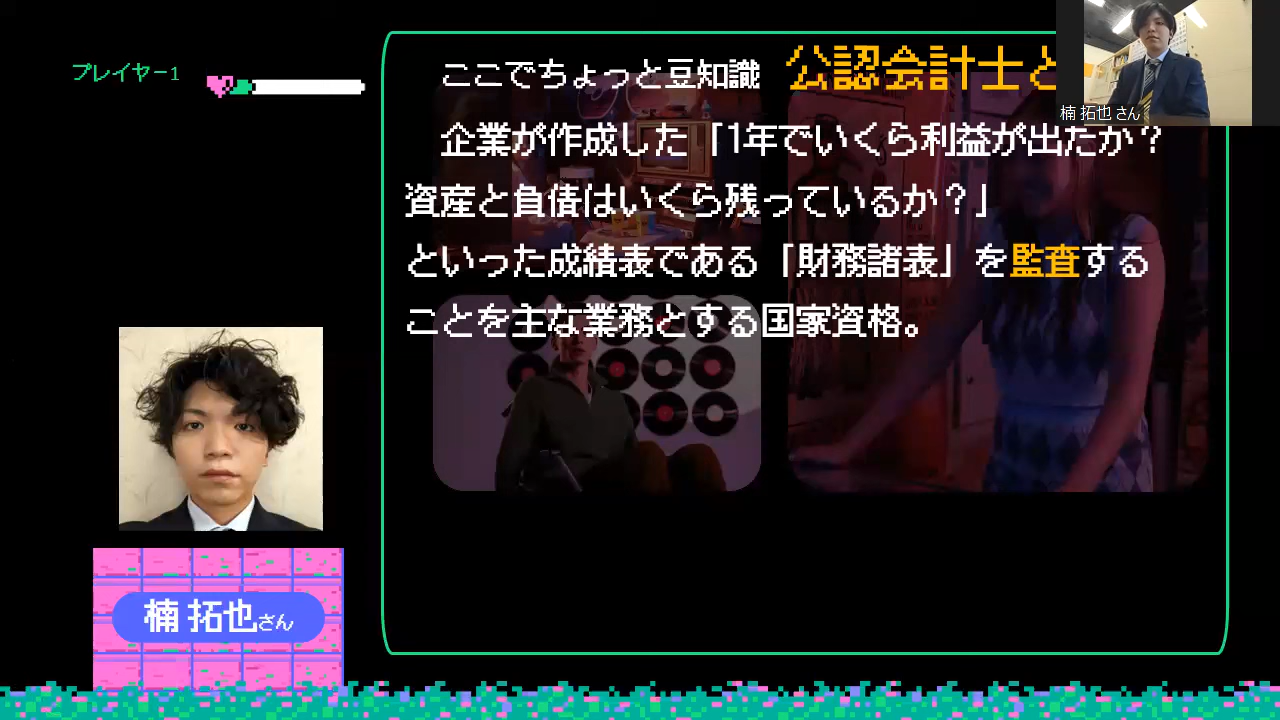 プレイヤー1
ここでちょっと豆知識 公認会計士と
楠 拓也 さん
企業が作成した「1年でいくら利益が出たか？
資産と負債はいくら残っているか？」
といった成績表である「財務諸表」を監査する
ことを主な業務とする国家資格。
楠 拓也さん